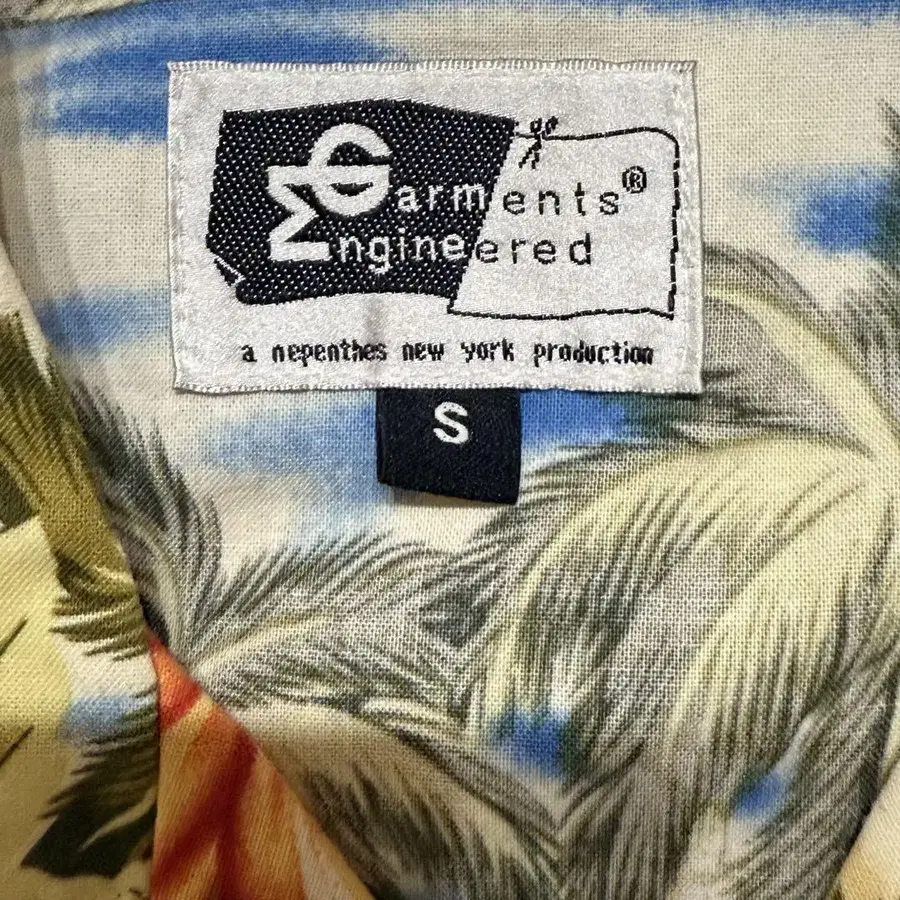 Garments®
Engineered
a nepenthes new york production
S